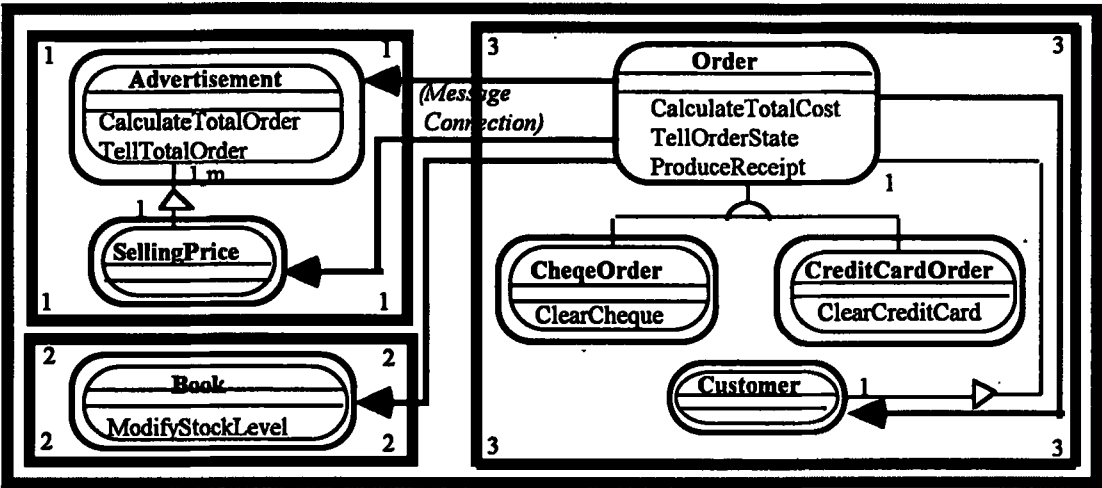 1
1
Advertisement
CalculateTotalOrder
TellTotalOrder
1,m
1
SellingPrice
1
1
(Message
Connection)
2
2
Book
ModifyStockLevel
2
2
3
3
Order
CalculateTotalCost
TellOrderState
ProduceReceipt
1
CheqeOrder
ClearCheque
CreditCardOrder
ClearCreditCard
Customer
1
3
3